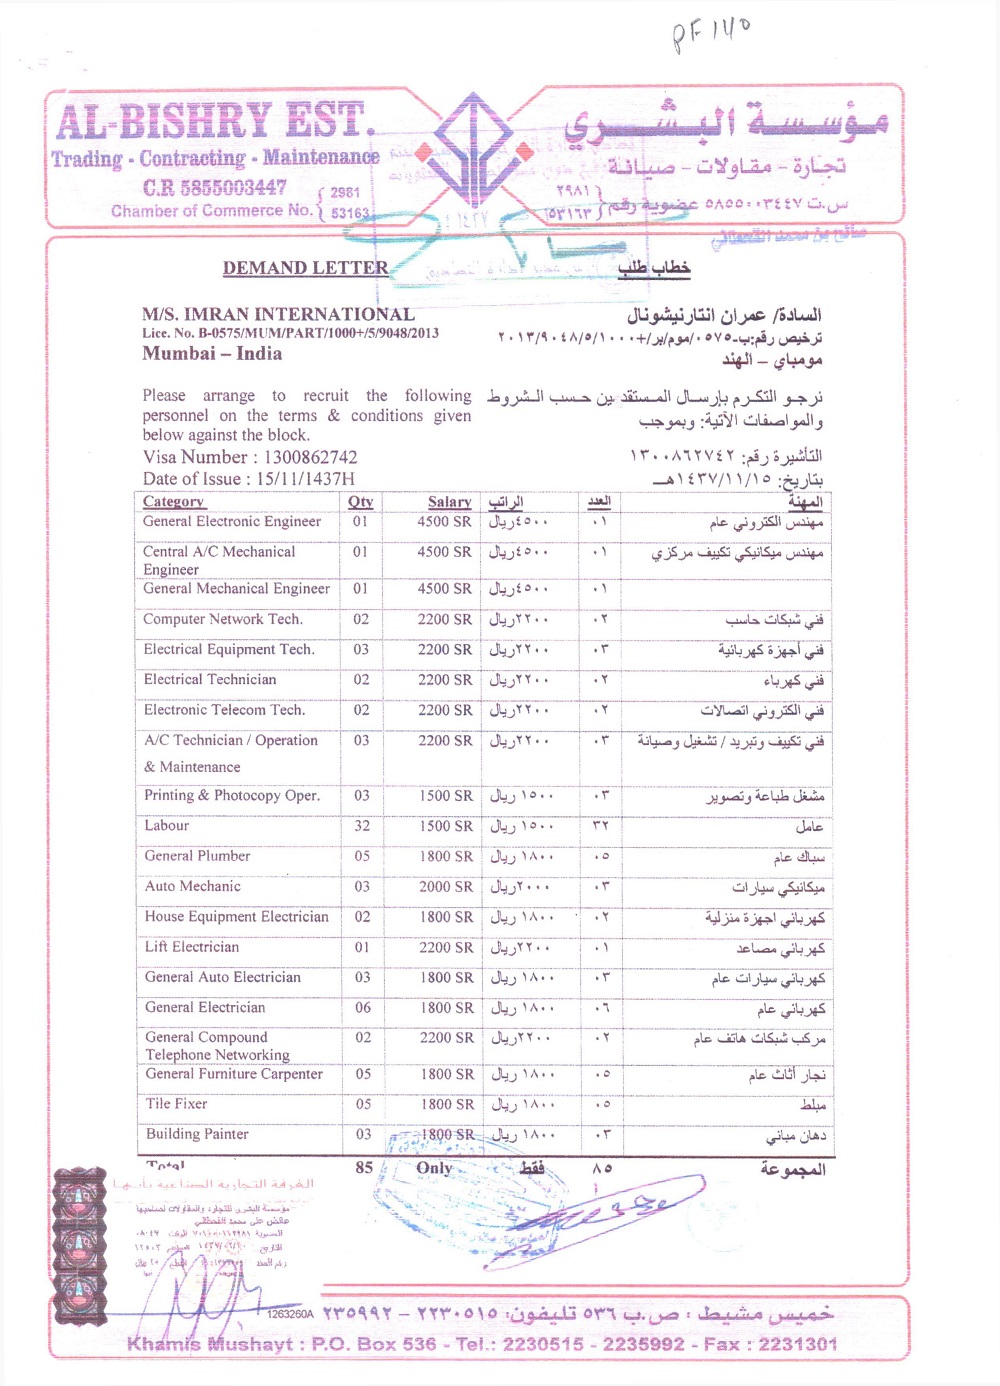 PF 140
AL-BISHRY EST.
Trading - Contracting - Maintenance
C.R 5855003447
Chamber of Commerce No. { 2981
53163
مؤسسة البشري
تجارة - مقاولات - صيانة
س.ت ٥٨٥٥٠٠٣٤٤٧ عضوية رقم { ٢٩٨١
٥٣١٦٣
DEMAND LETTER
خطاب طلب
M/S. IMRAN INTERNATIONAL
Lice. No. B-0575/MUM/PART/1000+/5/9048/2013
Mumbai – India
السادة/ عمران انتارنيشونال
ترخيص رقم:ب-٠٥٧٥/موم/بر/+١٠٠٠/٥/٩٠٤٨/٢٠١٣
مومباي – الهند
Please arrange to recruit the following
personnel on the terms & conditions given
below against the block.
Visa Number : 1300862742
Date of Issue : 15/11/1437H
نرجو التكرم بإرسال المستقدمين حسب الشروط
والمواصفات الآتية: وبموجب
التأشيرة رقم: ١٣٠٠٨٦٢٧٤٢
بتاريخ: ١٤٣٧/١١/١٥هـ
Category Qty Salary الراتب العدد المهنة
General Electronic Engineer 01 4500 SR ٤٥٠٠ريال ٠١ مهندس الكتروني عام
Central A/C Mechanical 01 4500 SR ٤٥٠٠ريال ٠١ مهندس ميكانيكي تكييف مركزي
Engineer
General Mechanical Engineer 01 4500 SR ٤٥٠٠ريال ٠١
Computer Network Tech. 02 2200 SR ٢٢٠٠ريال ٠٢ فني شبكات حاسب
Electrical Equipment Tech. 03 2200 SR ٢٢٠٠ريال ٠٣ فني أجهزة كهربائية
Electrical Technician 02 2200 SR ٢٢٠٠ريال ٠٢ فني كهرباء
Electronic Telecom Tech. 02 2200 SR ٢٢٠٠ريال ٠٢ فني الكتروني اتصالات
A/C Technician / Operation 03 2200 SR ٢٢٠٠ريال ٠٣ فني تكييف وتبريد / تشغيل وصيانة
& Maintenance
Printing & Photocopy Oper. 03 1500 SR ١٥٠٠ ريال ٠٣ مشغل طباعة وتصوير
Labour 32 1500 SR ١٥٠٠ ريال ٣٢ عامل
General Plumber 05 1800 SR ١٨٠٠ ريال ٠٥ سباك عام
Auto Mechanic 03 2000 SR ٢٠٠٠ريال ٠٣ ميكانيكي سيارات
House Equipment Electrician 02 1800 SR ١٨٠٠ ريال ٠٢ كهربائي اجهزة منزلية
Lift Electrician 01 2200 SR ٢٢٠٠ريال ٠١ كهربائي مصاعد
General Auto Electrician 03 1800 SR ١٨٠٠ ريال ٠٣ كهربائي سيارات عام
General Electrician 06 1800 SR ١٨٠٠ ريال ٠٦ كهربائي عام
General Compound 02 2200 SR ٢٢٠٠ريال ٠٢ مركب شبكات هاتف عام
Telephone Networking
General Furniture Carpenter 05 1800 SR ١٨٠٠ ريال ٠٥ نجار أثاث عام
Tile Fixer 05 1800 SR ١٨٠٠ ريال ٠٥ مبلط
Building Painter 03 1800 SR ١٨٠٠ ريال ٠٣ دهان مباني
Total 85 Only فقط ٨٥ المجموعة
الغرفة التجارية الصناعية بأبها
مؤسسة البشري للتجارة والمقاولات لصاحبها
عائض علي محمد القحطاني
1263260A
خميس مشيط : ص.ب ٥٣٦ تليفون: ٢٢٣٠٥١٥ – ٢٢٣٥٩٩٢
Khamis Mushayt : P.O. Box 536 - Tel.: 2230515 - 2235992 - Fax : 2231301